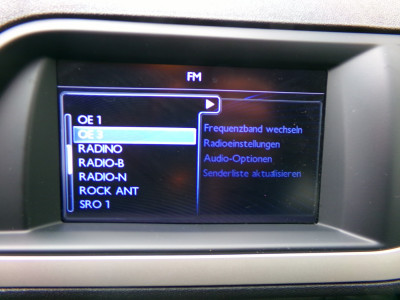 FM
OE 1
OE 3
RADINO
RADIO-B
RADIO-N
ROCK ANT
SRO 1
Frequenzband wechseln
Radioeinstellungen
Audio-Optionen
Senderliste aktualisieren